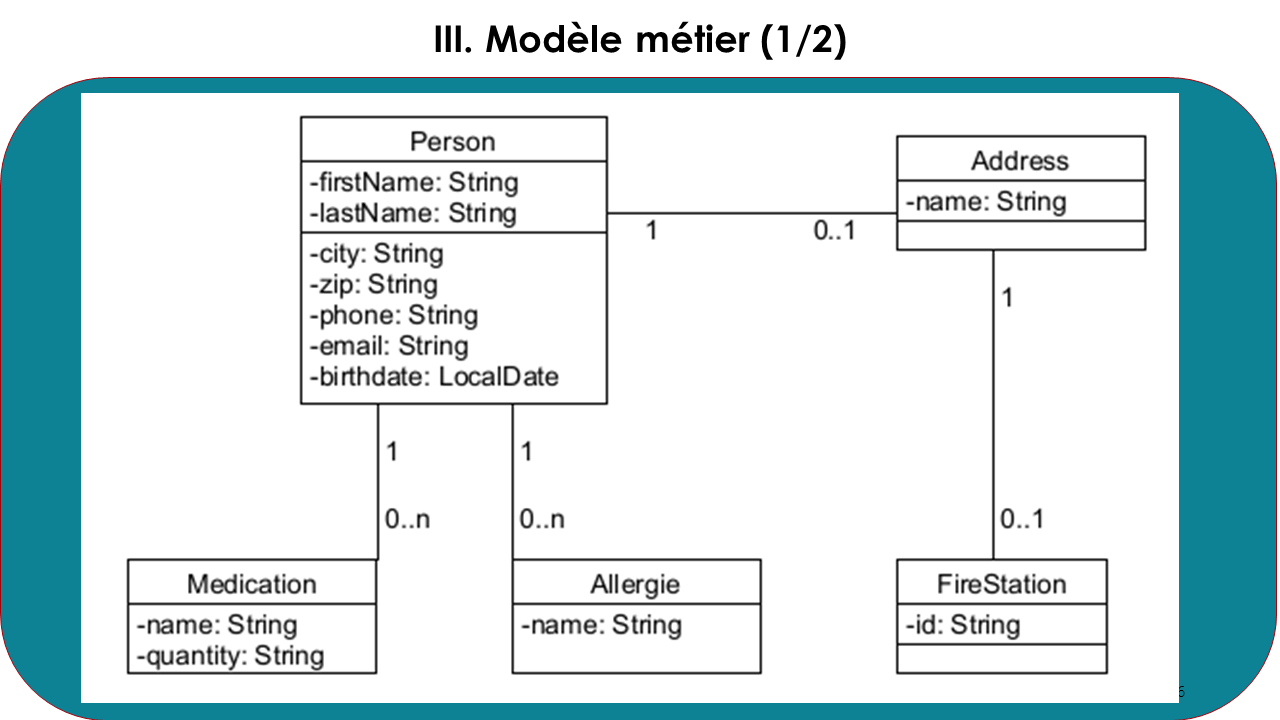 III. Modèle métier (1/2)
Person
-firstName: String
-lastName: String
-city: String
-zip: String
-phone: String
-email: String
-birthdate: LocalDate
1
0..1
Address
-name: String
1
0..1
1
0..n
1
0..n
Medication
-name: String
-quantity: String
Allergie
-name: String
FireStation
-id: String
6